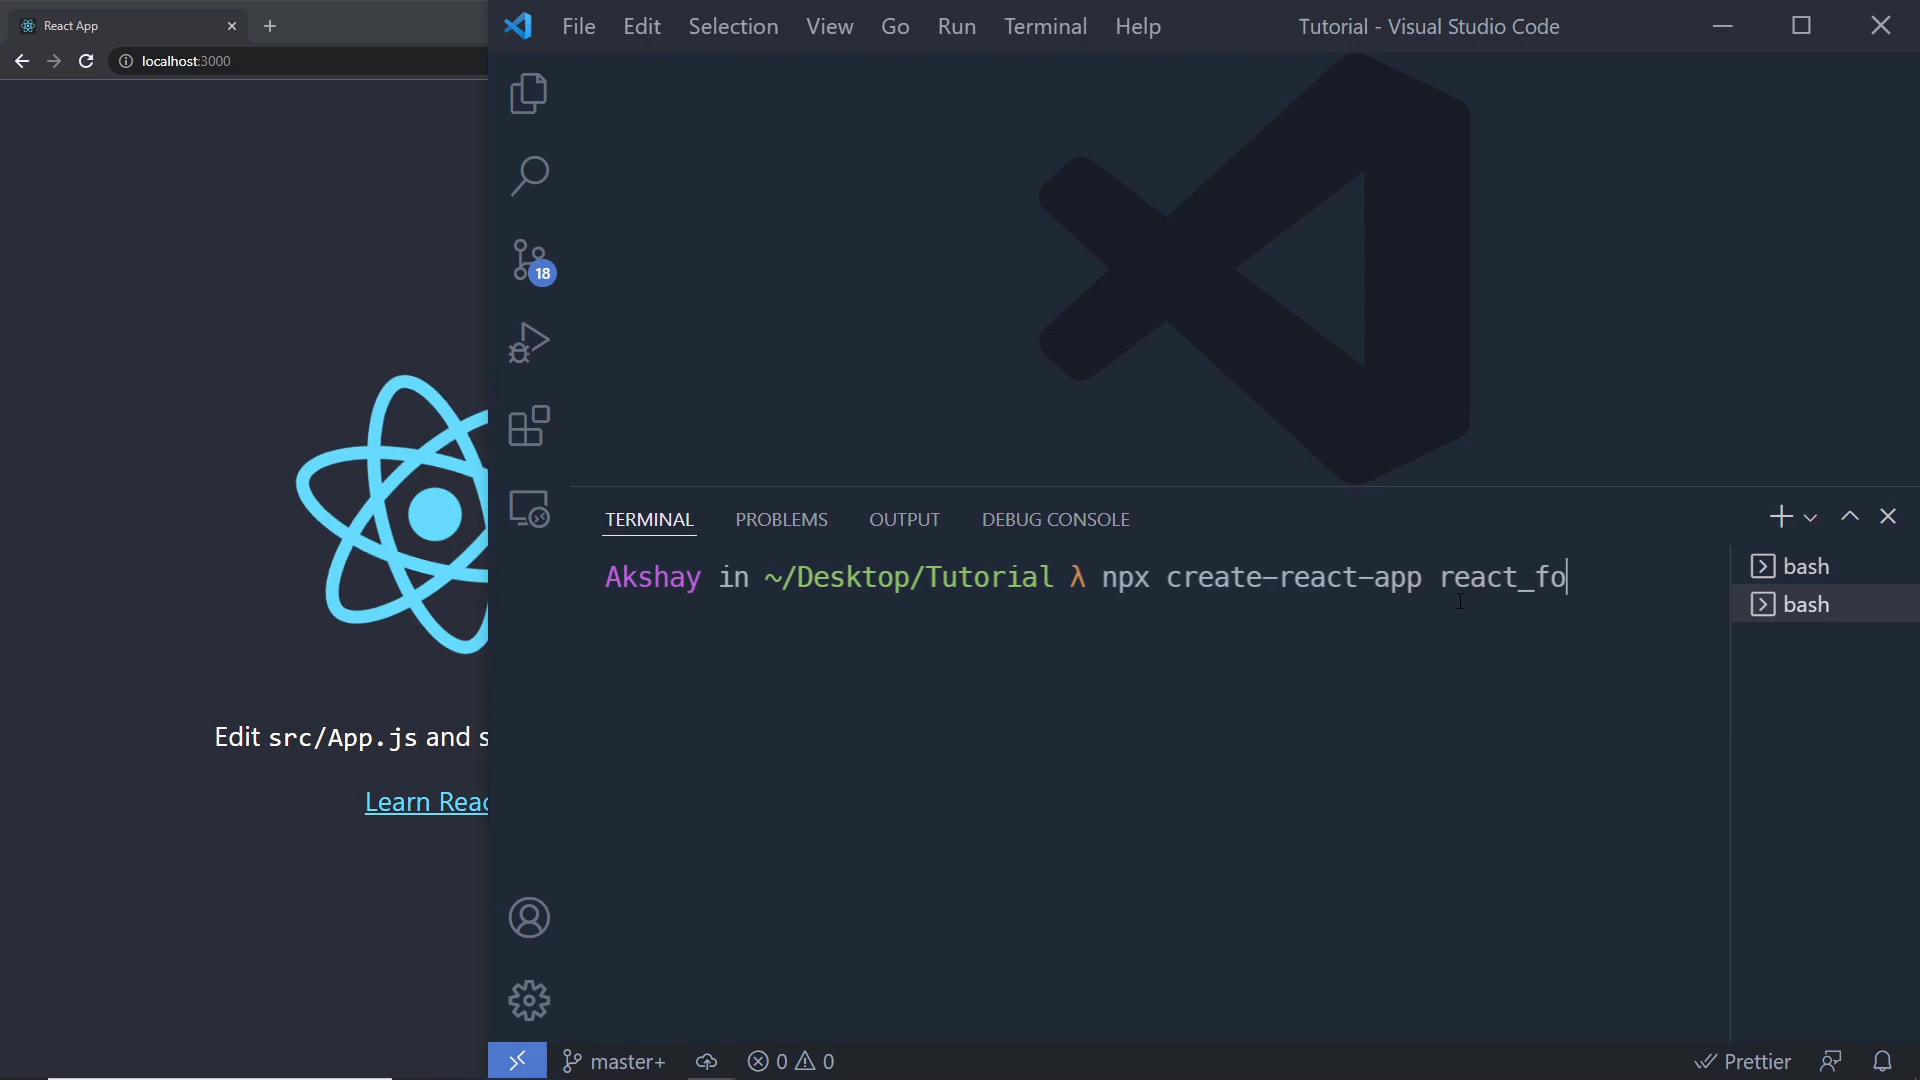 React App
localhost:3000
Edit src/App.js and s
Learn Reac
File Edit Selection View Go Run Terminal Help
Tutorial - Visual Studio Code
18
TERMINAL PROBLEMS OUTPUT DEBUG CONSOLE
Akshay in ~/Desktop/Tutorial λ npx create-react-app react_fo
bash
bash
master+ 0 0
Prettier